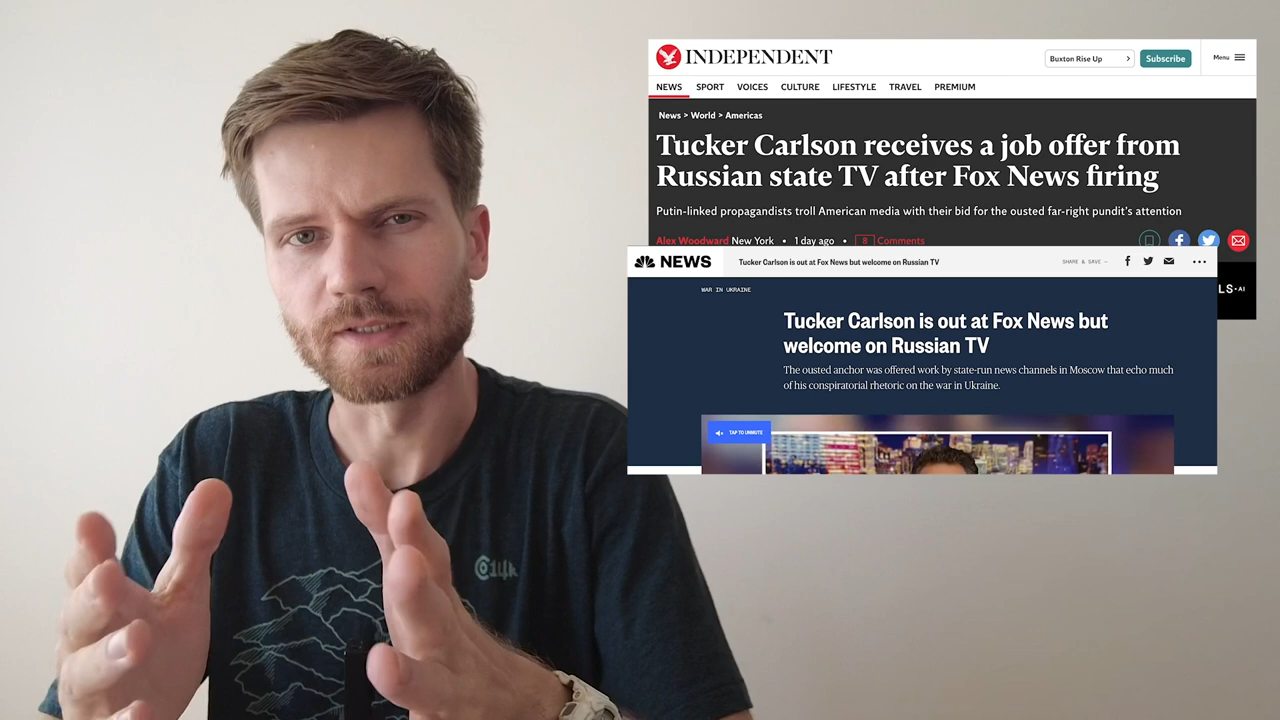 INDEPENDENT
Buxton Rise Up
Subscribe
Menu
NEWS SPORT VOICES CULTURE LIFESTYLE TRAVEL PREMIUM
News > World > Americas
Tucker Carlson receives a job offer from
Russian state TV after Fox News firing
Putin-linked propagandists troll American media with their bid for the ousted far-right pundit's attention
Alex Woodward New York • 1 day ago • 8 Comments
NEWS
Tucker Carlson is out at Fox News but welcome on Russian TV
SHARE & SAVE —
LS·AI
WAR IN UKRAINE
Tucker Carlson is out at Fox News but
welcome on Russian TV
The ousted anchor was offered work by state-run news channels in Moscow that echo much
of his conspiratorial rhetoric on the war in Ukraine.
TAP TO UNMUTE